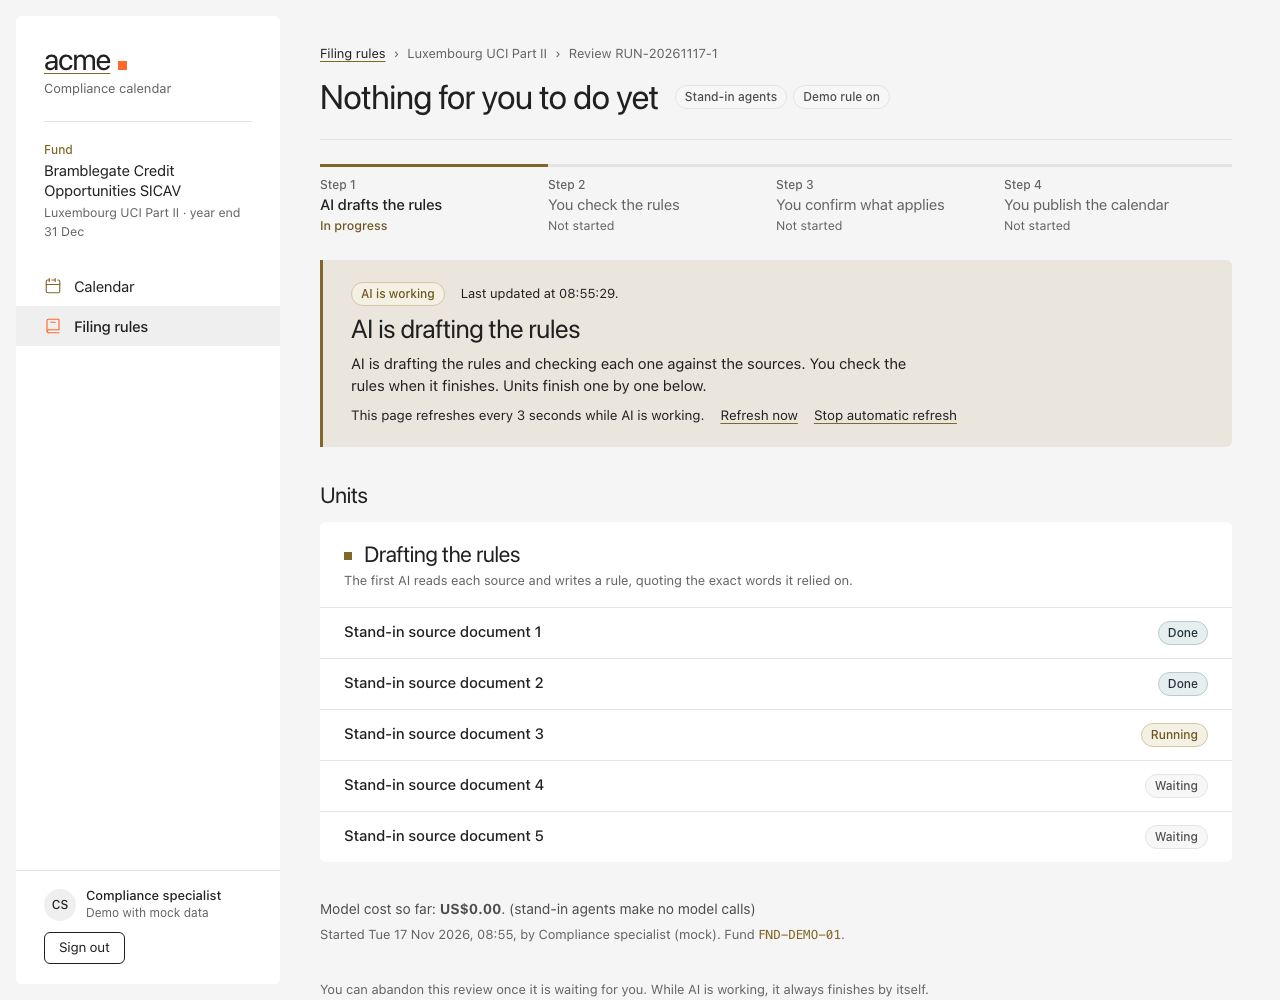 acme
Compliance calendar
Fund
Bramblegate Credit
Opportunities SICAV
Luxembourg UCI Part II · year end
31 Dec
Calendar
Filing rules
CS
Compliance specialist
Demo with mock data
Sign out
Filing rules › Luxembourg UCI Part II › Review RUN-20261117-1
Nothing for you to do yet
Stand-in agents
Demo rule on
Step 1
AI drafts the rules
In progress
Step 2
You check the rules
Not started
Step 3
You confirm what applies
Not started
Step 4
You publish the calendar
Not started
AI is working
Last updated at 08:55:29.
AI is drafting the rules
AI is drafting the rules and checking each one against the sources. You check the
rules when it finishes. Units finish one by one below.
This page refreshes every 3 seconds while AI is working. Refresh now Stop automatic refresh
Units
Drafting the rules
The first AI reads each source and writes a rule, quoting the exact words it relied on.
Stand-in source document 1 Done
Stand-in source document 2 Done
Stand-in source document 3 Running
Stand-in source document 4 Waiting
Stand-in source document 5 Waiting
Model cost so far: US$0.00. (stand-in agents make no model calls)
Started Tue 17 Nov 2026, 08:55, by Compliance specialist (mock). Fund FND-DEMO-01.
You can abandon this review once it is waiting for you. While AI is working, it always finishes by itself.